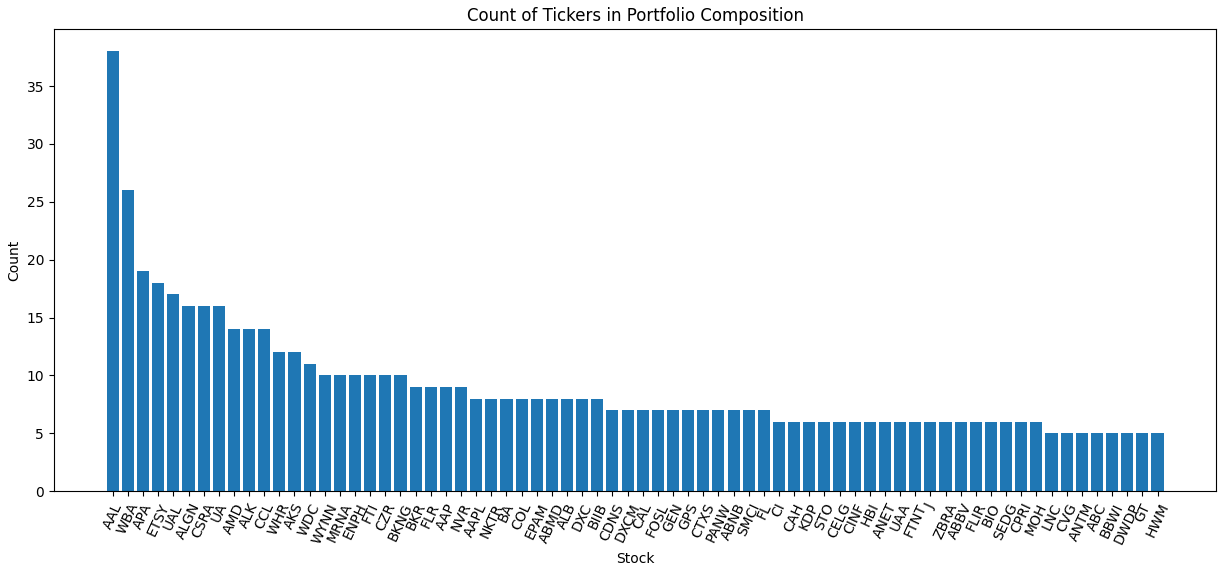 Count of Tickers in Portfolio Composition
Count
35
30
25
20
15
10
5
0
AAL WBA APA ETSY UAL ALGN CSRA UA AMD ALK CCL WHR AKS WDC WYNN MRNA ENPH FTI CZR BKNG BKR FLR AAP NVR AAPL NKTR BA COL EPAM ABMD ALB DXC BIIB CDNS DXCM CAL FOSL GEN GPS CTXS PANW ABNB SMCI FL CI CAH KDP STO CELG CINF HBI ANET UAA FTNT J ZBRA ABBV FLIR BIO SEDG CPRI MOH LNC CVG ANTM ABC BBWI DWDP GT HWM
Stock